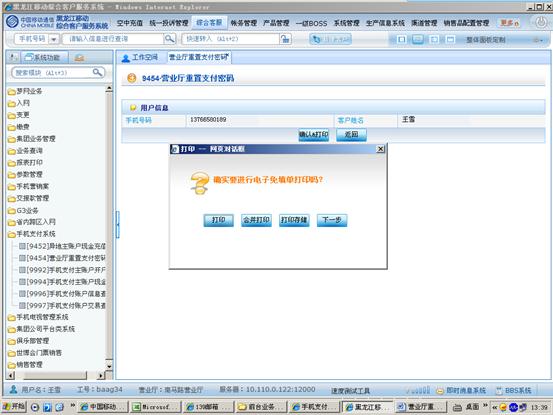 黑龙江移动综合客户服务系统 - Windows Internet Explorer
中国移动通信
CHINA MOBILE
黑龙江移动
综合客户服务系统
空中充值 统一投诉管理 综合客服 帐务管理 产品管理 一级BOSS 系统管理 生产信息系统 渠道管理 销售品配置管理 更多
手机号码 请输入信息进行查询 快速转入 (Alt+2) 整体面板定制
系统功能
搜索模块 (Alt+3)
梦网业务
入网
变更
缴费
集团业务管理
业务查询
报表打印
参数管理
手机营销案
交接款管理
G3业务
省内跨区入网
手机支付系统
[9452]异地主账户现金充值
[9454]营业厅重置支付密码
[9992]手机支付主账户开户
[9994]手机支付主账户现金
[9996]手机支付账户信息查
[9997]手机支付账户交易查
手机电视管理系统
集团公司平台类系统
俱乐部管理
世博会门票销售
销售管理
工作空间 营业厅重置支付密码
9454-营业厅重置支付密码
用户信息
手机号码 13766580189 客户姓名 王雪
确认&打印 返回
打印 -- 网页对话框
确实要进行电子免填单打印吗?
打印 合并打印 打印存储 下一步
用户名:王雪 工号:baag34 营业厅:南马路营业厅 服务器:10.110.0.122:12000 速度测试工具 即时消息系统 BBS系统
开始 中国移动... Microsof... 139邮箱 ... 前台业务... 手机支付... 黑龙江移... 营业厅重... 桌面 13:39